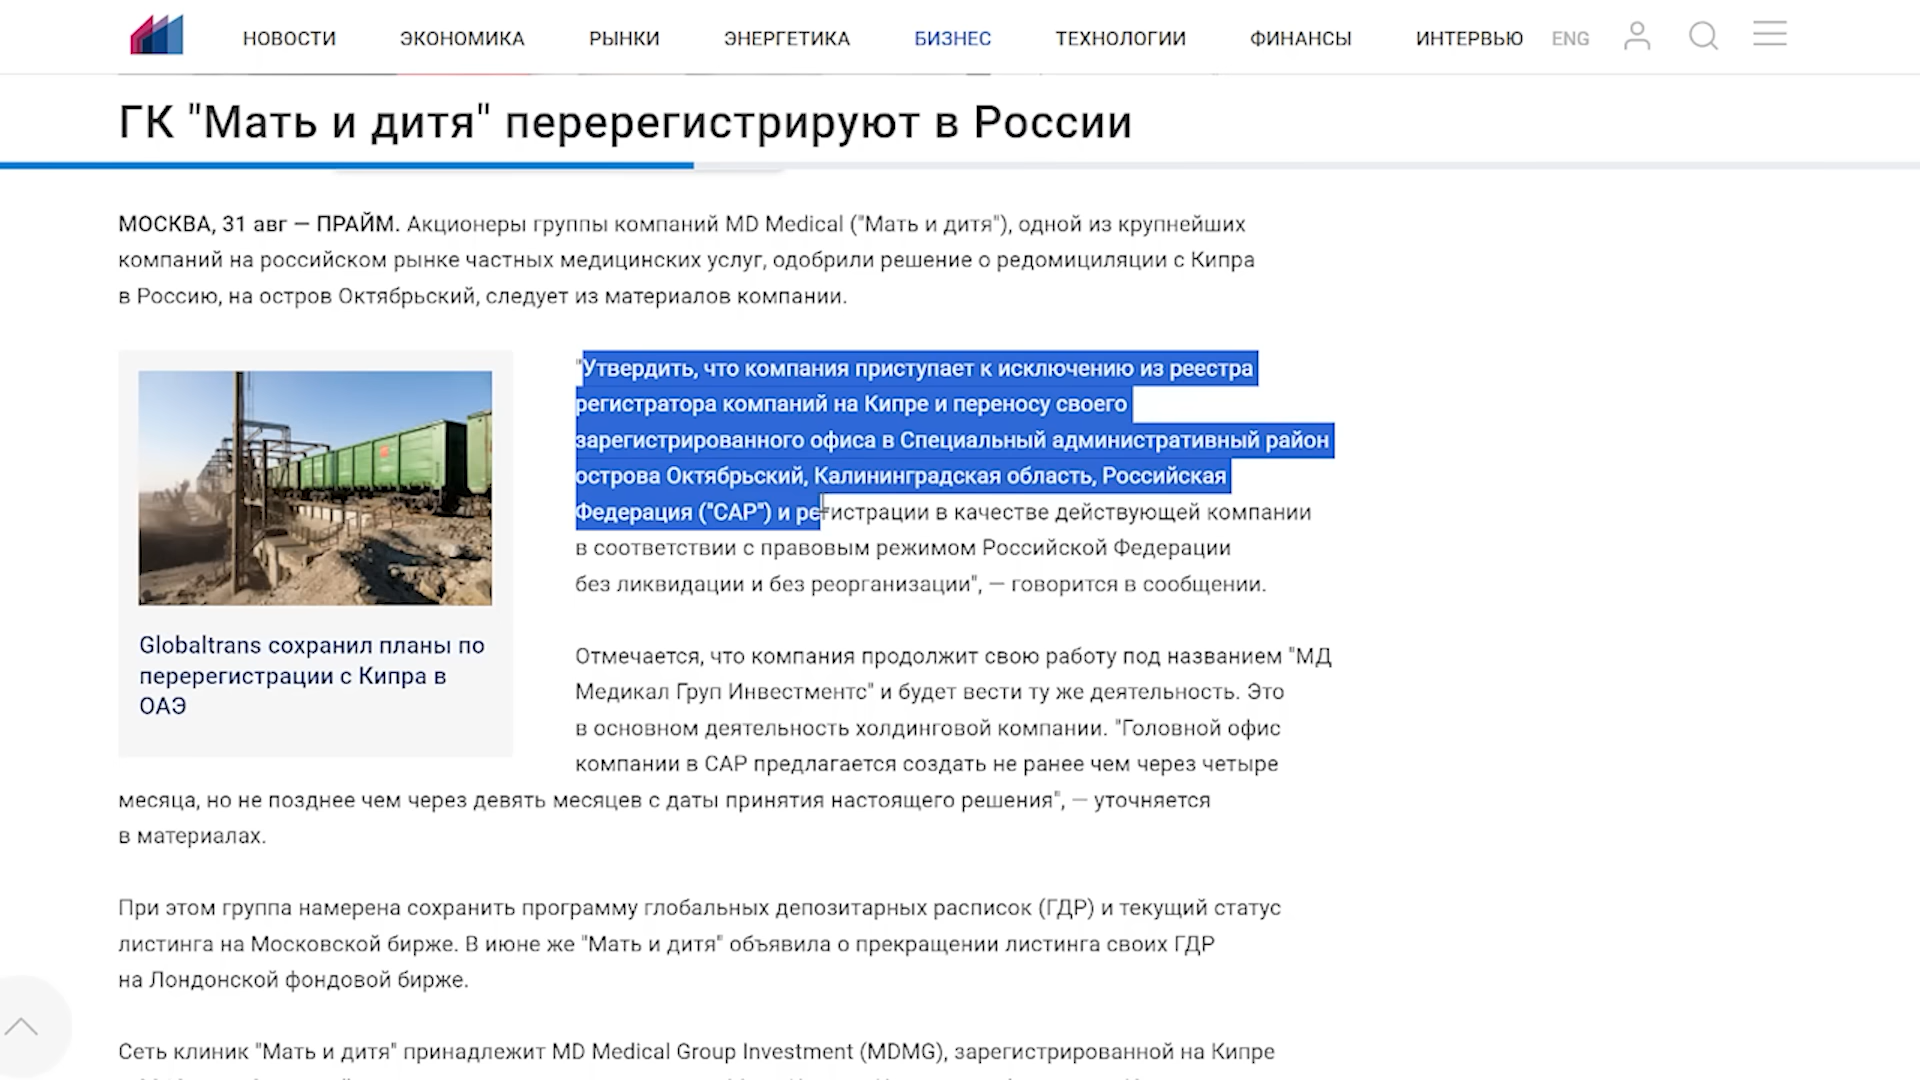 НОВОСТИ ЭКОНОМИКА РЫНКИ ЭНЕРГЕТИКА БИЗНЕС ТЕХНОЛОГИИ ФИНАНСЫ ИНТЕРВЬЮ ENG
ГК "Мать и дитя" перерегистрируют в России
МОСКВА, 31 авг — ПРАЙМ. Акционеры группы компаний MD Medical ("Мать и дитя"), одной из крупнейших
компаний на российском рынке частных медицинских услуг, одобрили решение о редомициляции с Кипра
в Россию, на остров Октябрьский, следует из материалов компании.
"Утвердить, что компания приступает к исключению из реестра
регистратора компаний на Кипре и переносу своего
зарегистрированного офиса в Специальный административный район
острова Октябрьский, Калининградская область, Российская
Федерация ("САР") и регистрации в качестве действующей компании
в соответствии с правовым режимом Российской Федерации
без ликвидации и без реорганизации", — говорится в сообщении.
Globaltrans сохранил планы по
перерегистрации с Кипра в
ОАЭ
Отмечается, что компания продолжит свою работу под названием "МД
Медикал Груп Инвестментс" и будет вести ту же деятельность. Это
в основном деятельность холдинговой компании. "Головной офис
компании в САР предлагается создать не ранее чем через четыре
месяца, но не позднее чем через девять месяцев с даты принятия настоящего решения", — уточняется
в материалах.
При этом группа намерена сохранить программу глобальных депозитарных расписок (ГДР) и текущий статус
листинга на Московской бирже. В июне же "Мать и дитя" объявила о прекращении листинга своих ГДР
на Лондонской фондовой бирже.
Сеть клиник "Мать и дитя" принадлежит MD Medical Group Investment (MDMG), зарегистрированной на Кипре